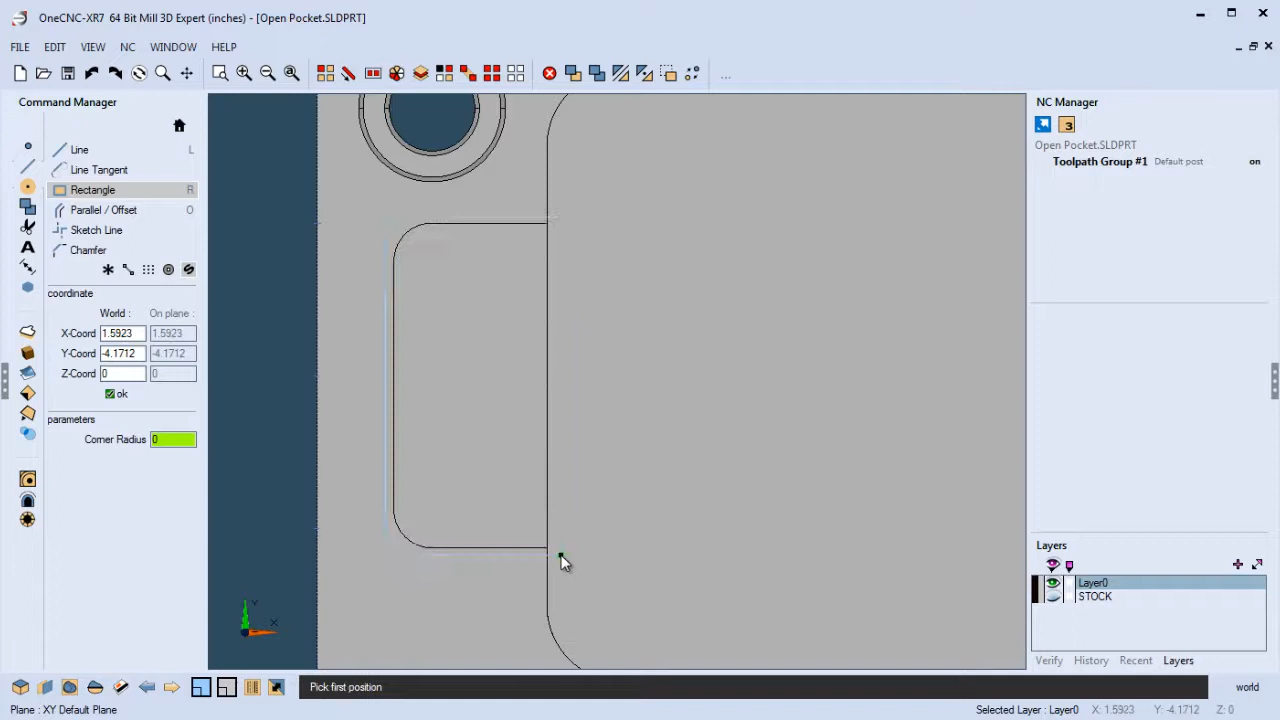 OneCNC-XR7 64 Bit Mill 3D Expert (inches) - [Open Pocket.SLDPRT]
FILE EDIT VIEW NC WINDOW HELP
...
Command Manager
Line L
Line Tangent
Rectangle R
Parallel / Offset O
Sketch Line
Chamfer
coordinate
World : On plane :
X-Coord 1.5923 1.5923
Y-Coord -4.1712 -4.1712
Z-Coord 0 0
ok
parameters
Corner Radius 0
A
Y
X
NC Manager
3
Open Pocket.SLDPRT
Toolpath Group #1 Default post on
Layers
Layer0
STOCK
Verify History Recent Layers
Pick first position
world
Plane : XY Default Plane
Selected Layer : Layer0 X: 1.5923 Y: -4.1712 Z: 0